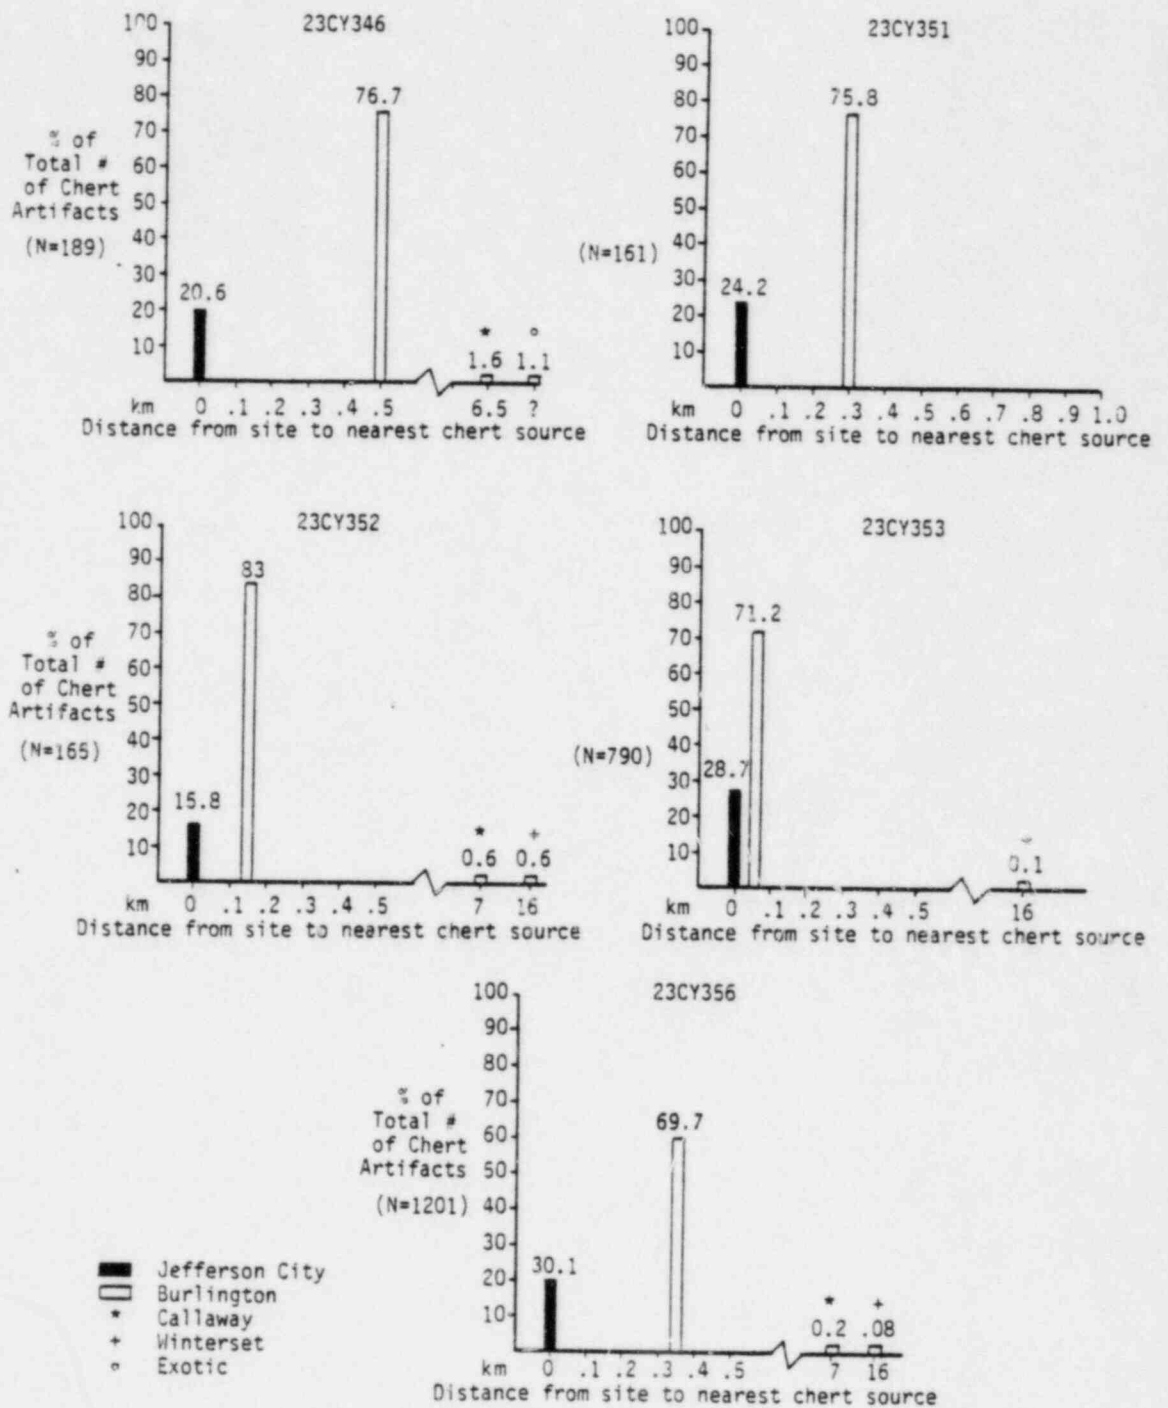 23CY346
100
90
80
70
60
50
40
30
20
10
% of
Total #
of Chert
Artifacts
(N=189)
20.6
76.7
* o
1.6 1.1
km 0 .1 .2 .3 .4 .5 6.5 ?
Distance from site to nearest chert source
23CY351
100
90
80
70
60
50
40
30
20
10
(N=161)
24.2
75.8
km 0 .1 .2 .3 .4 .5 .6 .7 .8 .9 1.0
Distance from site to nearest chert source
23CY352
100
90
80
70
60
50
40
30
20
10
% of
Total #
of Chert
Artifacts
(N=165)
15.8
83
* +
0.6 0.6
km 0 .1 .2 .3 .4 .5 7 16
Distance from site to nearest chert source
23CY353
100
90
80
70
60
50
40
30
20
10
(N=790)
28.7
71.2
0.1
km 0 .1 .2 .3 .4 .5 16
Distance from site to nearest chert source
23CY356
100
90
80
70
60
50
40
30
20
10
% of
Total #
of Chert
Artifacts
(N=1201)
30.1
69.7
* +
0.2 .08
km 0 .1 .2 .3 .4 .5 7 16
Distance from site to nearest chert source
Jefferson City
Burlington
* Callaway
+ Winterset
o Exotic